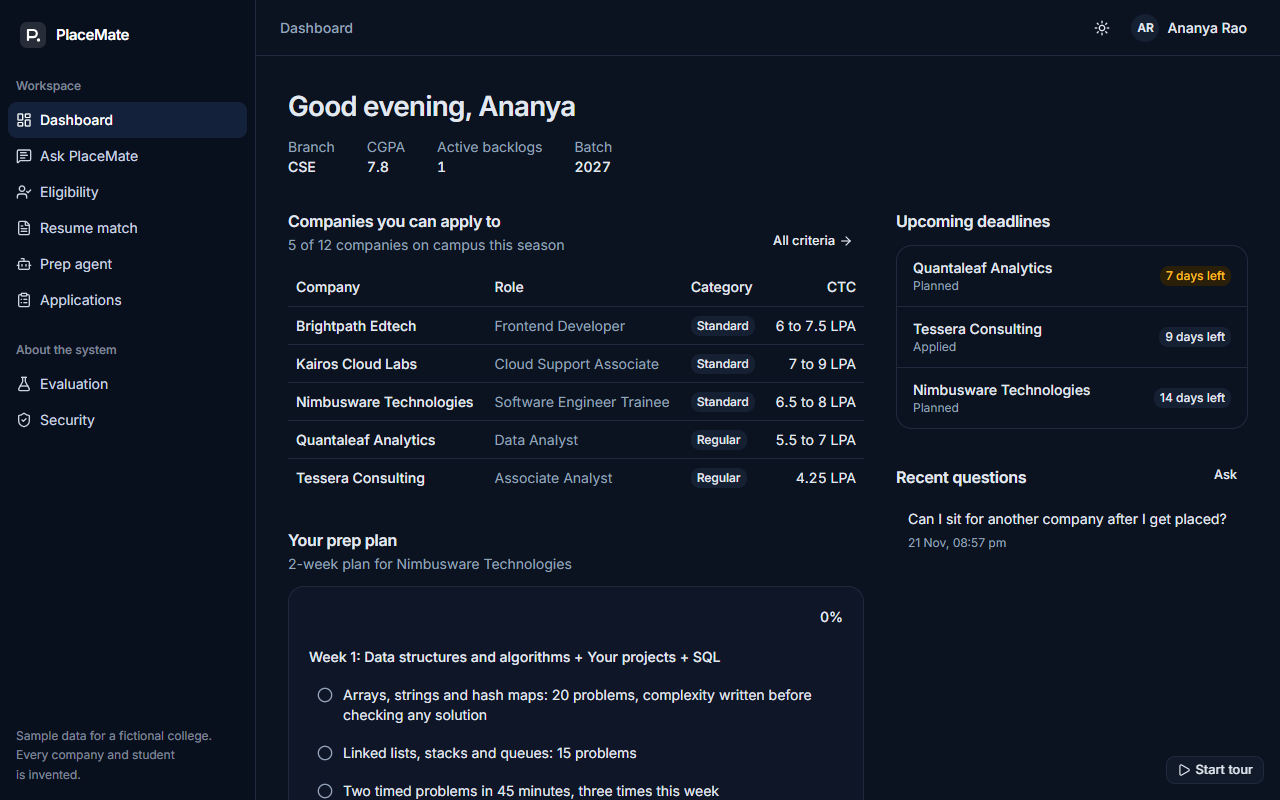 P.
PlaceMate
Workspace
Dashboard
Ask PlaceMate
Eligibility
Resume match
Prep agent
Applications
About the system
Evaluation
Security
Sample data for a fictional college.
Every company and student
is invented.
Dashboard
AR Ananya Rao
Good evening, Ananya
Branch CGPA Active backlogs Batch
CSE 7.8 1 2027
Companies you can apply to
5 of 12 companies on campus this season
All criteria →
Company Role Category CTC
Brightpath Edtech Frontend Developer Standard 6 to 7.5 LPA
Kairos Cloud Labs Cloud Support Associate Standard 7 to 9 LPA
Nimbusware Technologies Software Engineer Trainee Standard 6.5 to 8 LPA
Quantaleaf Analytics Data Analyst Regular 5.5 to 7 LPA
Tessera Consulting Associate Analyst Regular 4.25 LPA
Your prep plan
2-week plan for Nimbusware Technologies
0%
Week 1: Data structures and algorithms + Your projects + SQL
Arrays, strings and hash maps: 20 problems, complexity written before
checking any solution
Linked lists, stacks and queues: 15 problems
Two timed problems in 45 minutes, three times this week
Upcoming deadlines
Quantaleaf Analytics
Planned
7 days left
Tessera Consulting
Applied
9 days left
Nimbusware Technologies
Planned
14 days left
Recent questions
Ask
Can I sit for another company after I get placed?
21 Nov, 08:57 pm
Start tour